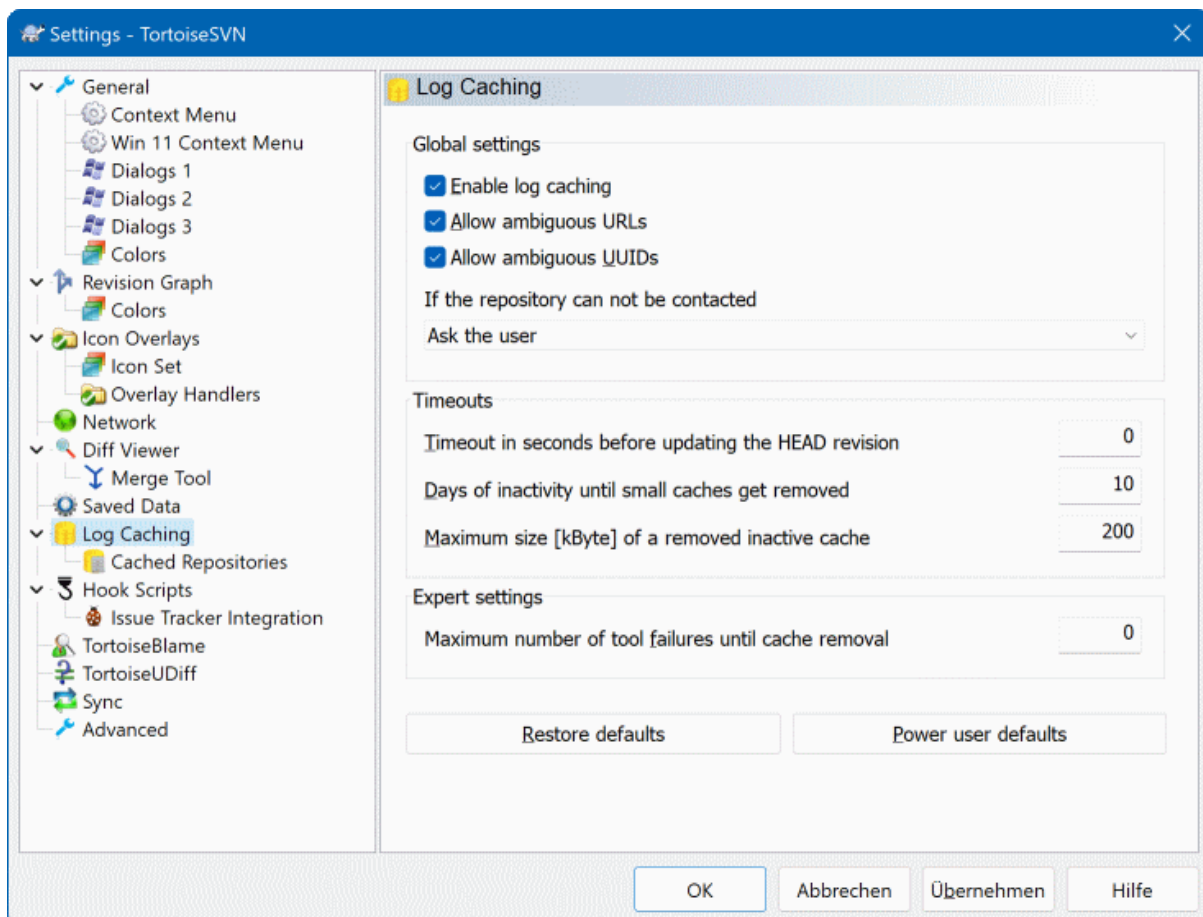 Settings - TortoiseSVN
General
Context Menu
Win 11 Context Menu
Dialogs 1
Dialogs 2
Dialogs 3
Colors
Revision Graph
Colors
Icon Overlays
Icon Set
Overlay Handlers
Network
Diff Viewer
Merge Tool
Saved Data
Log Caching
Cached Repositories
Hook Scripts
Issue Tracker Integration
TortoiseBlame
TortoiseUDiff
Sync
Advanced
Log Caching
Global settings
Enable log caching
Allow ambiguous URLs
Allow ambiguous UUIDs
If the repository can not be contacted
Ask the user
Timeouts
Timeout in seconds before updating the HEAD revision 0
Days of inactivity until small caches get removed 10
Maximum size [kByte] of a removed inactive cache 200
Expert settings
Maximum number of tool failures until cache removal 0
Restore defaults Power user defaults
OK Abbrechen Übernehmen Hilfe